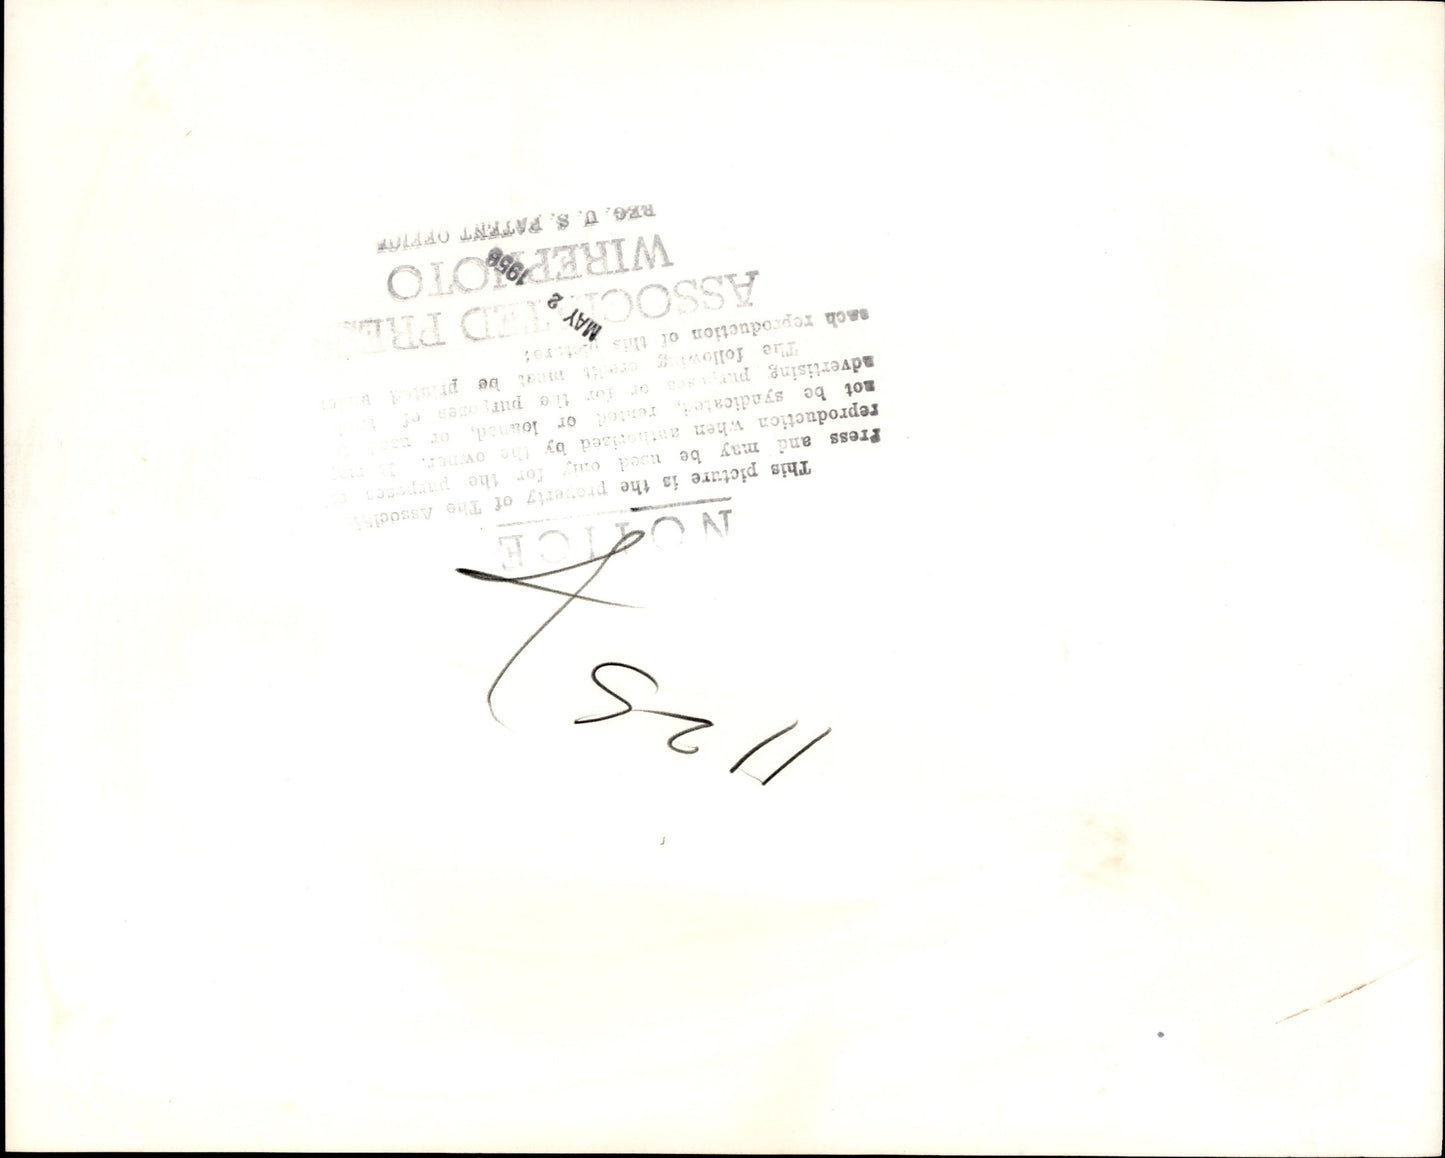 NOTICE
This picture is the property of The Associated
Press and may be used only for the purposes of
reproduction when authorized by the owner. It may
not be syndicated, rented or loaned, or used
advertising purposes or for the purposes of
The following credit must be printed under
each reproduction of this picture:
ASSOCIATED PRESS
WIREPHOTO
REG. U. S. PATENT OFFICE
MAY 2 1958